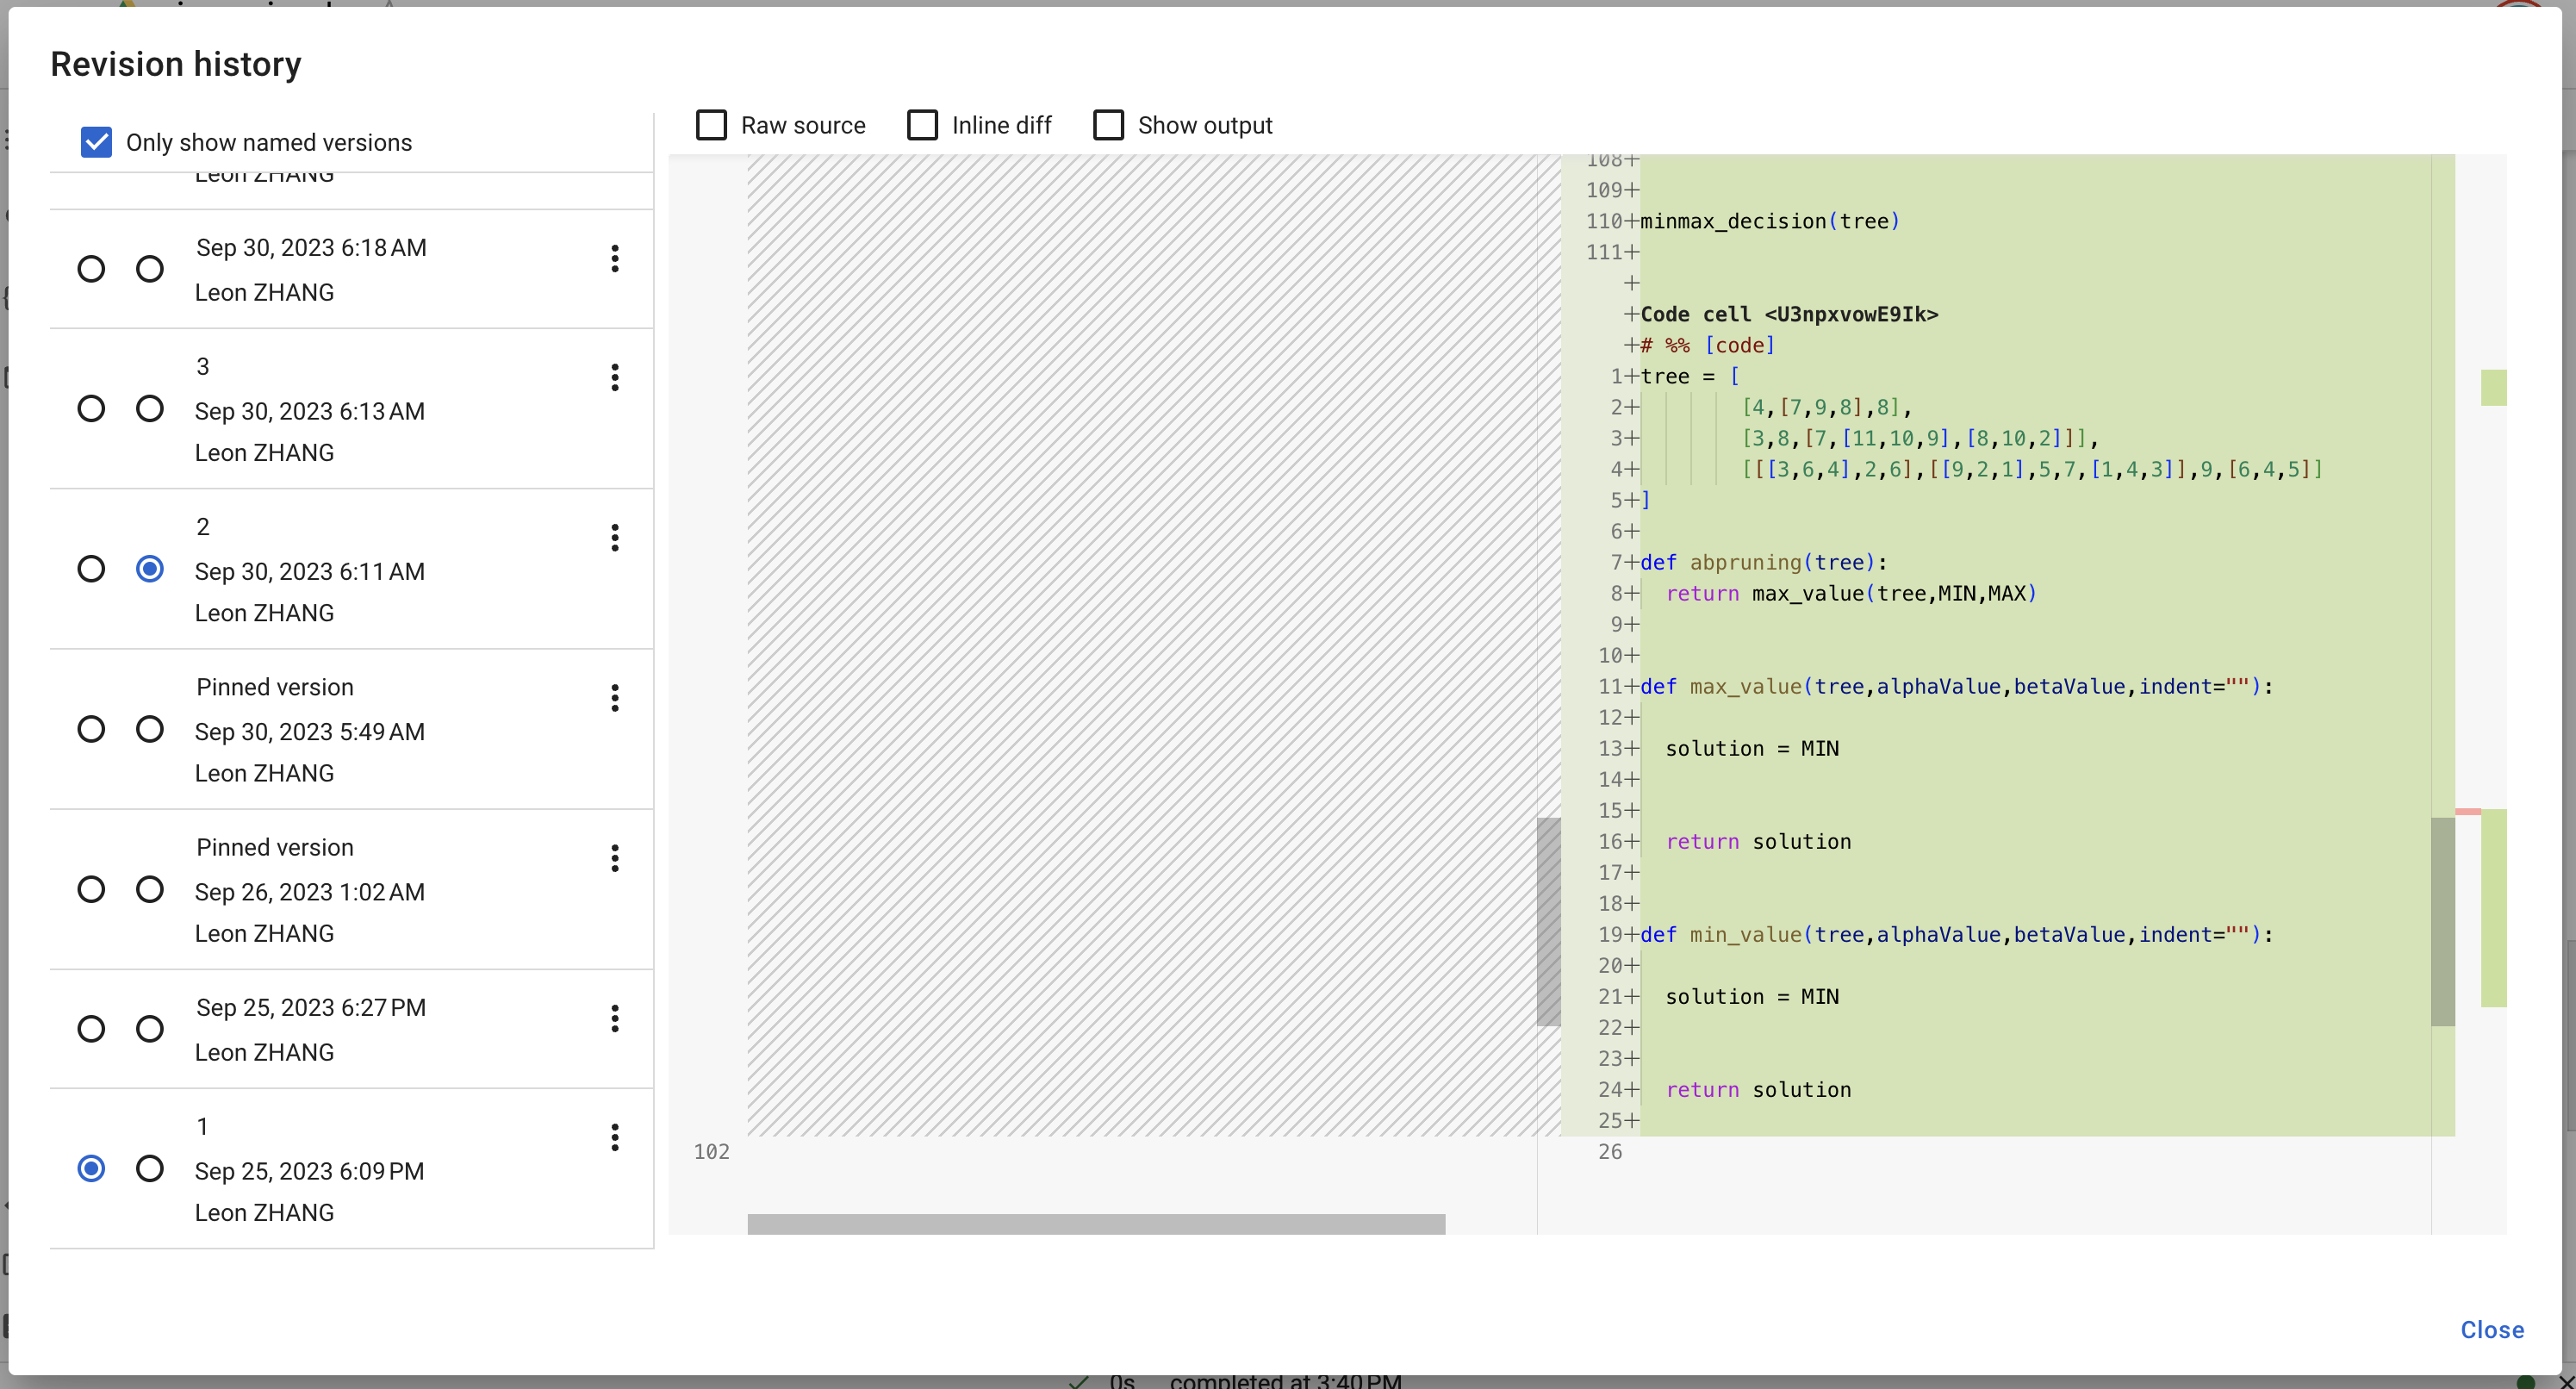 Revision history
Only show named versions
Leon ZHANG
Sep 30, 2023 6:18 AM
Leon ZHANG
3
Sep 30, 2023 6:13 AM
Leon ZHANG
2
Sep 30, 2023 6:11 AM
Leon ZHANG
Pinned version
Sep 30, 2023 5:49 AM
Leon ZHANG
Pinned version
Sep 26, 2023 1:02 AM
Leon ZHANG
Sep 25, 2023 6:27 PM
Leon ZHANG
1
Sep 25, 2023 6:09 PM
Leon ZHANG
Raw source Inline diff Show output
102
108+
109+
110+minmax_decision(tree)
111+
+
+Code cell <U3npxvowE9Ik>
+# %% [code]
1+tree = [
2+ [4,[7,9,8],8],
3+ [3,8,[7,[11,10,9],[8,10,2]]],
4+ [[[3,6,4],2,6],[[9,2,1],5,7,[1,4,3]],9,[6,4,5]]
5+]
6+
7+def abpruning(tree):
8+ return max_value(tree,MIN,MAX)
9+
10+
11+def max_value(tree,alphaValue,betaValue,indent=""):
12+
13+ solution = MIN
14+
15+
16+ return solution
17+
18+
19+def min_value(tree,alphaValue,betaValue,indent=""):
20+
21+ solution = MIN
22+
23+
24+ return solution
25+
26
Close
0s completed at 3:40 PM